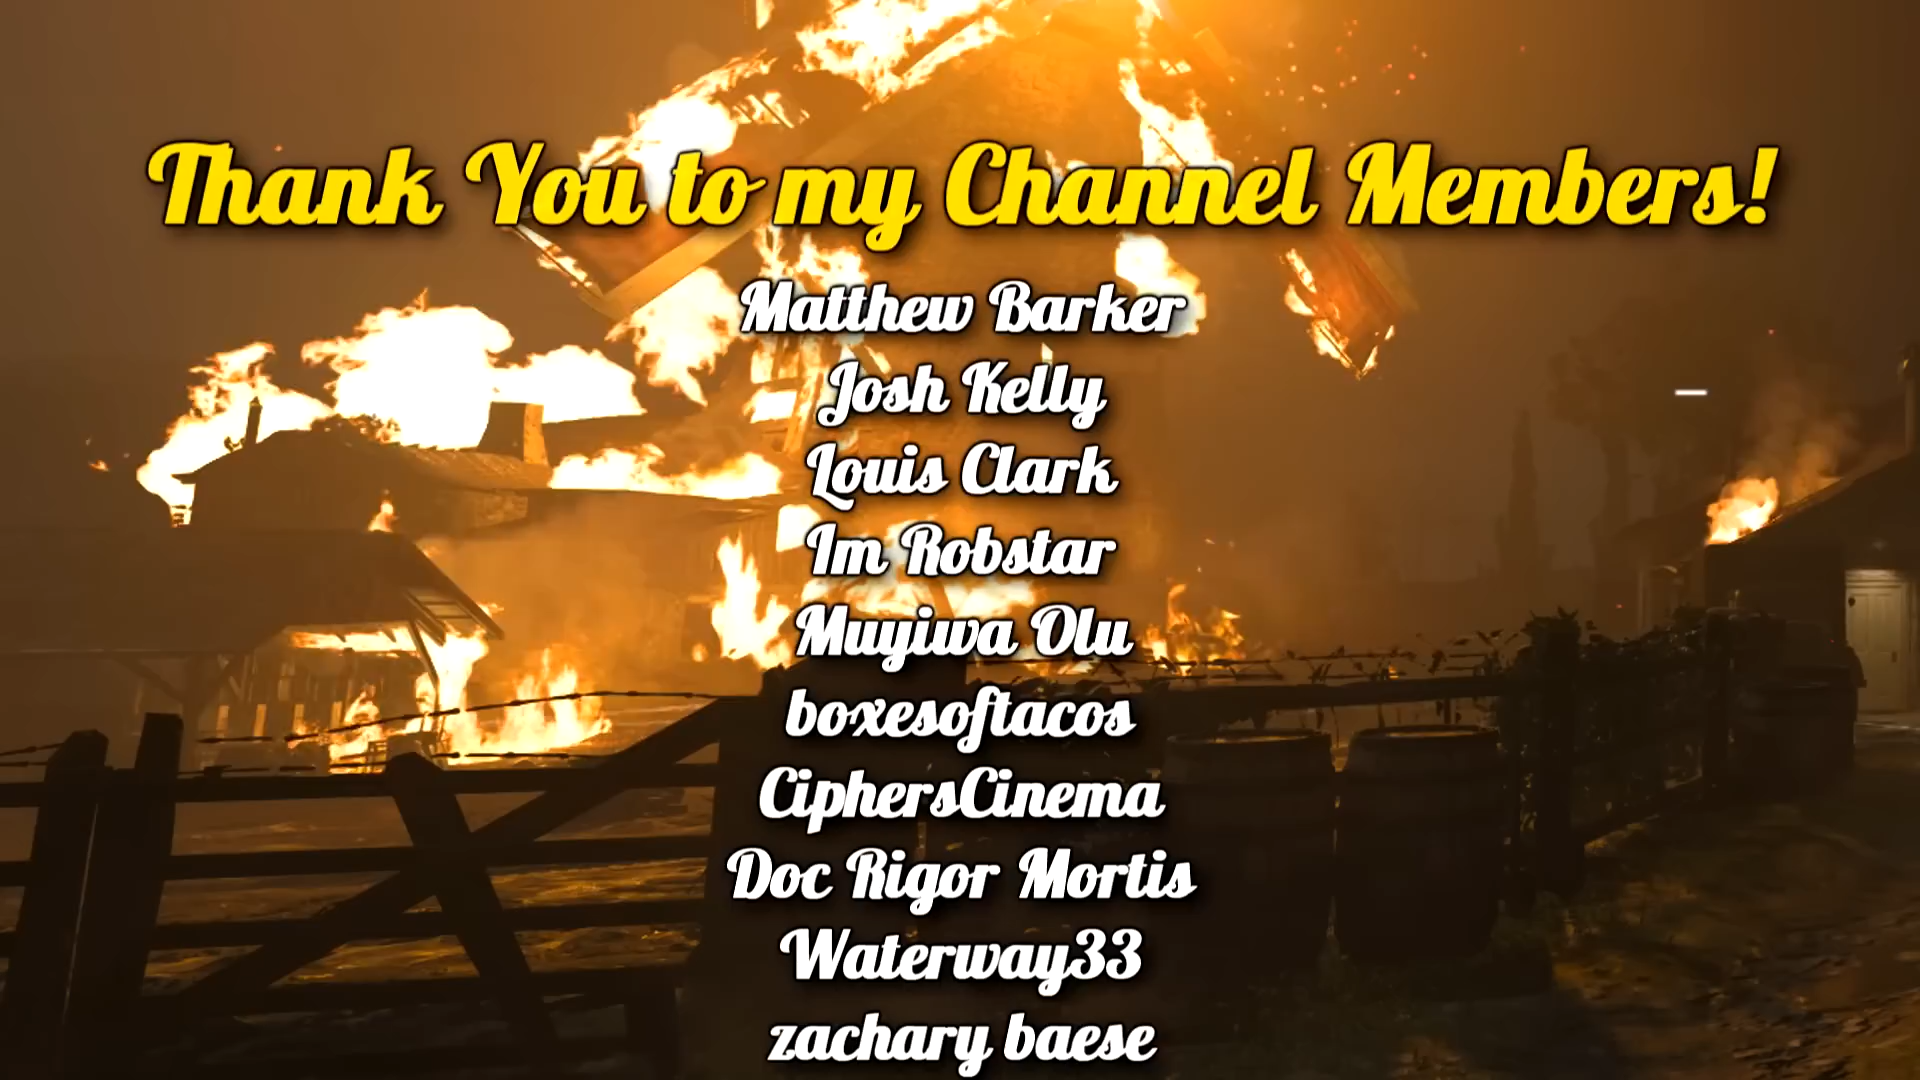 Thank You to my Channel Members!
Matthew Barker
Josh Kelly
Louis Clark
Im Robstar
Muyiwa Olu
boxesoftacos
CiphersCinema
Doc Rigor Mortis
Waterway33
zachary baese